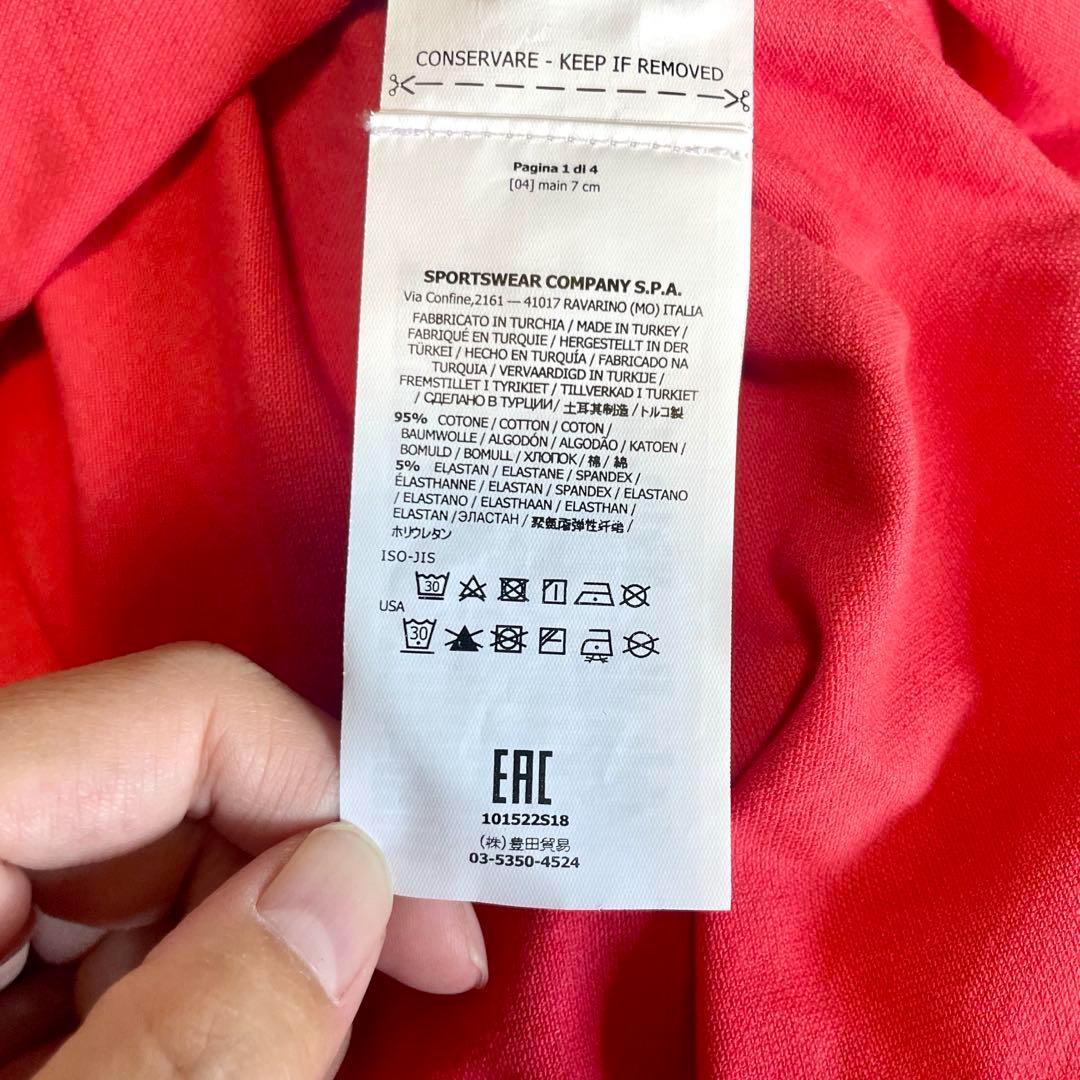 CONSERVARE - KEEP IF REMOVED
Pagina 1 di 4
[04] main 7 cm
SPORTSWEAR COMPANY S.P.A.
Via Confine,2161 — 41017 RAVARINO (MO) ITALIA
FABBRICATO IN TURCHIA / MADE IN TURKEY /
FABRIQUÉ EN TURQUIE / HERGESTELLT IN DER
TÜRKEI / HECHO EN TURQUÍA / FABRICADO NA
TURQUIA / VERVAARDIGD IN TURKIJE /
FREMSTILLET I TYRIKIET / TILLVERKAD I TURKIET
/ СДЕЛАНО В ТУРЦИИ / 土耳其制造 / トルコ製
95% COTONE / COTTON / COTON /
BAUMWOLLE / ALGODÓN / ALGODÃO / KATOEN /
BOMULD / BOMULL / ХЛОПОК / 棉 / 綿
5% ELASTAN / ELASTANE / SPANDEX /
ÉLASTHANNE / ELASTAN / SPANDEX / ELASTANO
/ ELASTANO / ELASTHAAN / ELASTHAN /
ELASTAN / ЭЛАСТАН / 聚氨酯弹性纤维 /
ポリウレタン
ISO-JIS
30
USA
30
EAC
101522S18
(株)豊田貿易
03-5350-4524